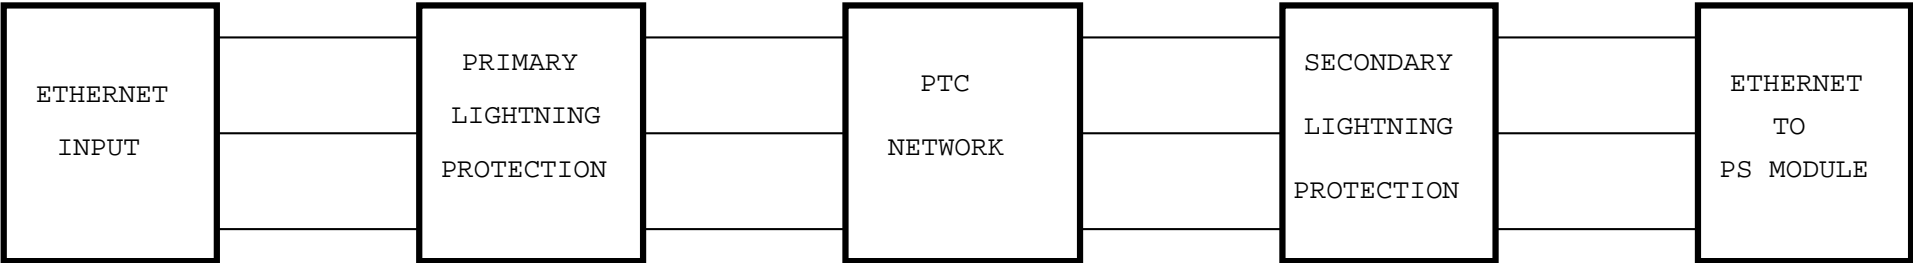 ETHERNET
INPUT
PRIMARY
LIGHTNING
PROTECTION
PTC
NETWORK
SECONDARY
LIGHTNING
PROTECTION
ETHERNET
TO
PS MODULE